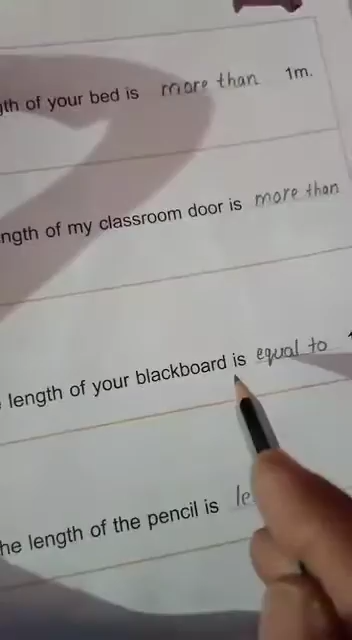 gth of your bed is more than 1m.
ngth of my classroom door is more than
length of your blackboard is equal to
he length of the pencil is le